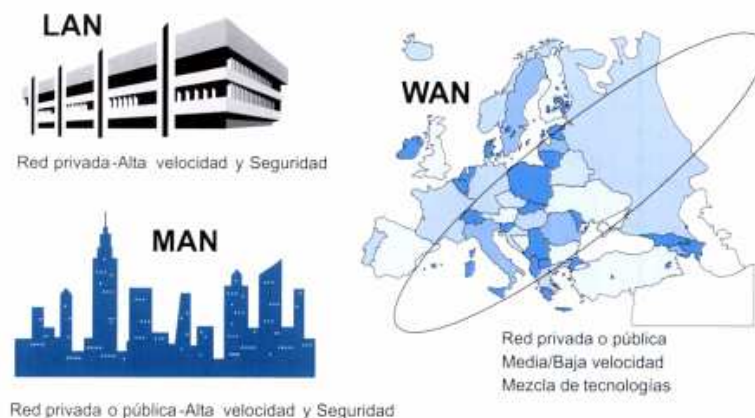 LAN
Red privada-Alta velocidad y Seguridad
MAN
Red privada o pública-Alta velocidad y Seguridad
WAN
Red privada o pública
Media/Baja velocidad
Mezcla de tecnologías